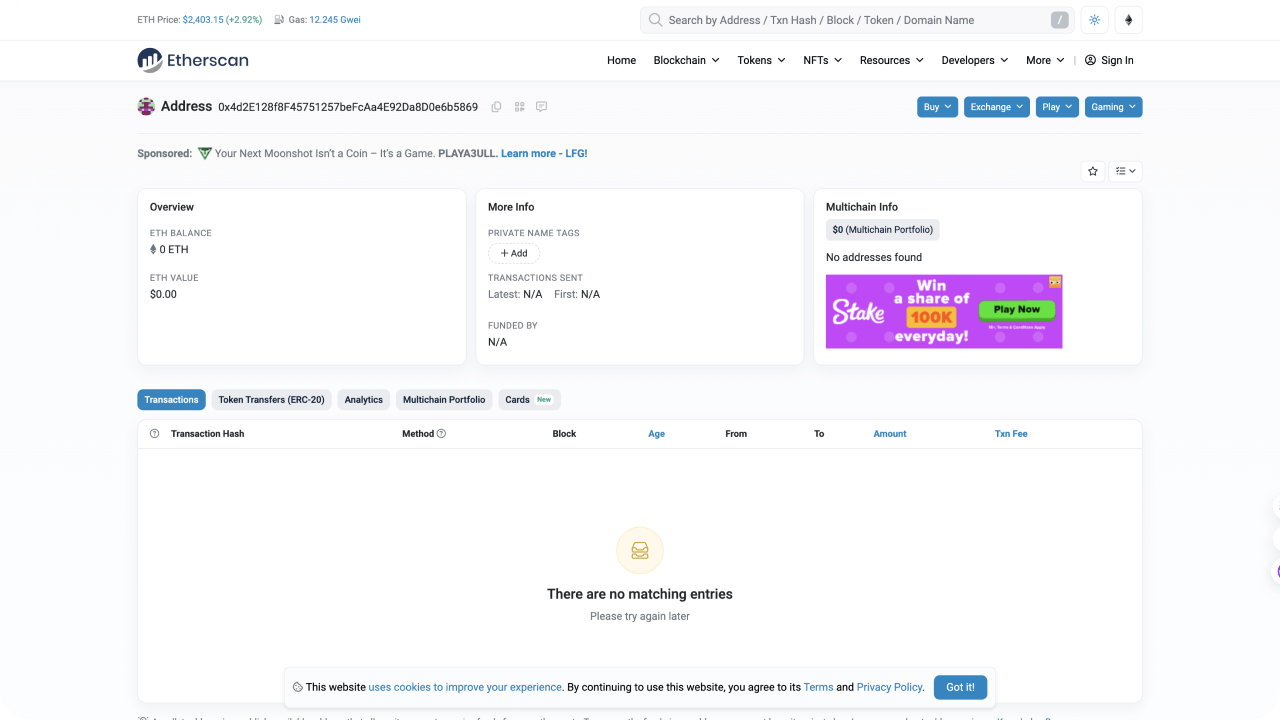 ETH Price: $2,403.15 (+2.92%) Gas: 12.245 Gwei
Search by Address / Txn Hash / Block / Token / Domain Name /
Etherscan
Home Blockchain Tokens NFTs Resources Developers More | Sign In
Address 0x4d2E128f8F45751257beFcAa4E92Da8D0e6b5869
Buy Exchange Play Gaming
Sponsored: Your Next Moonshot Isn't a Coin – It's a Game. PLAYA3ULL. Learn more - LFG!
Overview
ETH BALANCE
0 ETH
ETH VALUE
$0.00
More Info
PRIVATE NAME TAGS
+ Add
TRANSACTIONS SENT
Latest: N/A First: N/A
FUNDED BY
N/A
Multichain Info
$0 (Multichain Portfolio)
No addresses found
Stake
Win
a share of
100K
everyday!
Play Now
18+, Terms & Conditions Apply
Transactions Token Transfers (ERC-20) Analytics Multichain Portfolio Cards New
Transaction Hash Method Block Age From To Amount Txn Fee
There are no matching entries
Please try again later
This website uses cookies to improve your experience. By continuing to use this website, you agree to its Terms and Privacy Policy. Got it!